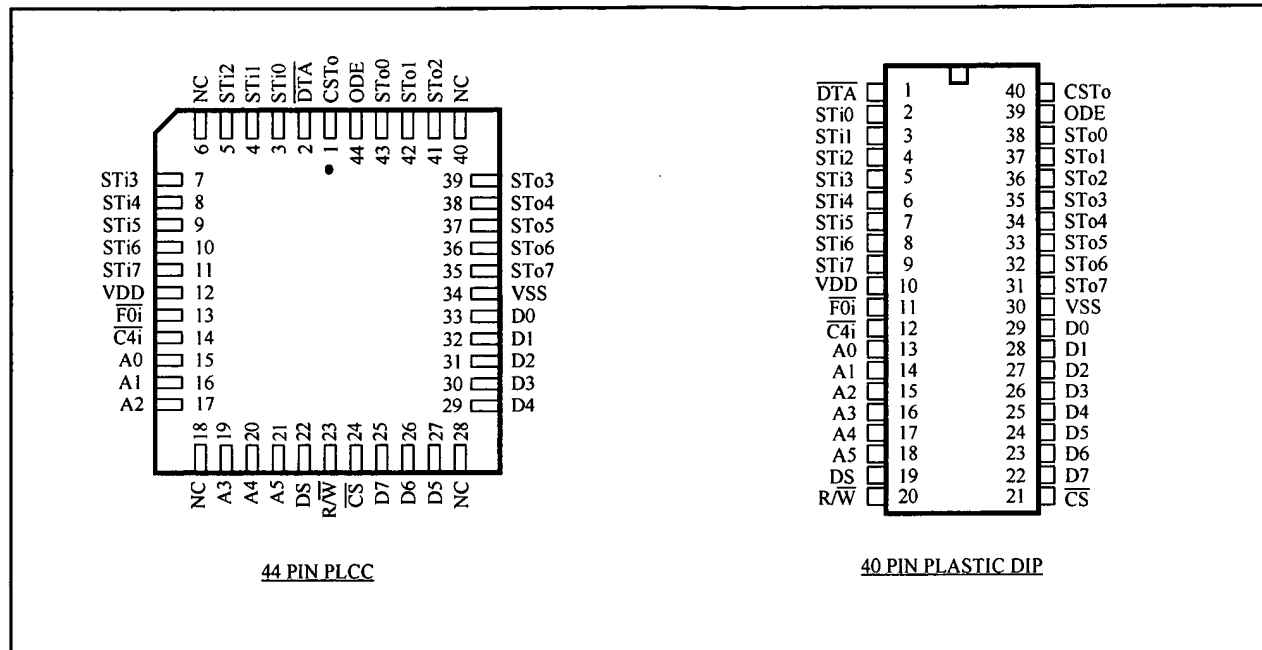 NC STi2 STi1 STi0 D̅T̅A̅ CSTo ODE STo0 STo1 STo2 NC
6 5 4 3 2 1 44 43 42 41 40
STi3 7 39 STo3
STi4 8 38 STo4
STi5 9 37 STo5
STi6 10 36 STo6
STi7 11 35 STo7
VDD 12 34 VSS
F̅0̅i̅ 13 33 D0
C̅4̅i̅ 14 32 D1
A0 15 31 D2
A1 16 30 D3
A2 17 29 D4
18 19 20 21 22 23 24 25 26 27 28
NC A3 A4 A5 DS R/W̅ C̅S̅ D7 D6 D5 NC
44 PIN PLCC
D̅T̅A̅ 1 40 CSTo
STi0 2 39 ODE
STi1 3 38 STo0
STi2 4 37 STo1
STi3 5 36 STo2
STi4 6 35 STo3
STi5 7 34 STo4
STi6 8 33 STo5
STi7 9 32 STo6
VDD 10 31 STo7
F̅0̅i̅ 11 30 VSS
C̅4̅i̅ 12 29 D0
A0 13 28 D1
A1 14 27 D2
A2 15 26 D3
A3 16 25 D4
A4 17 24 D5
A5 18 23 D6
DS 19 22 D7
R/W̅ 20 21 C̅S̅
40 PIN PLASTIC DIP